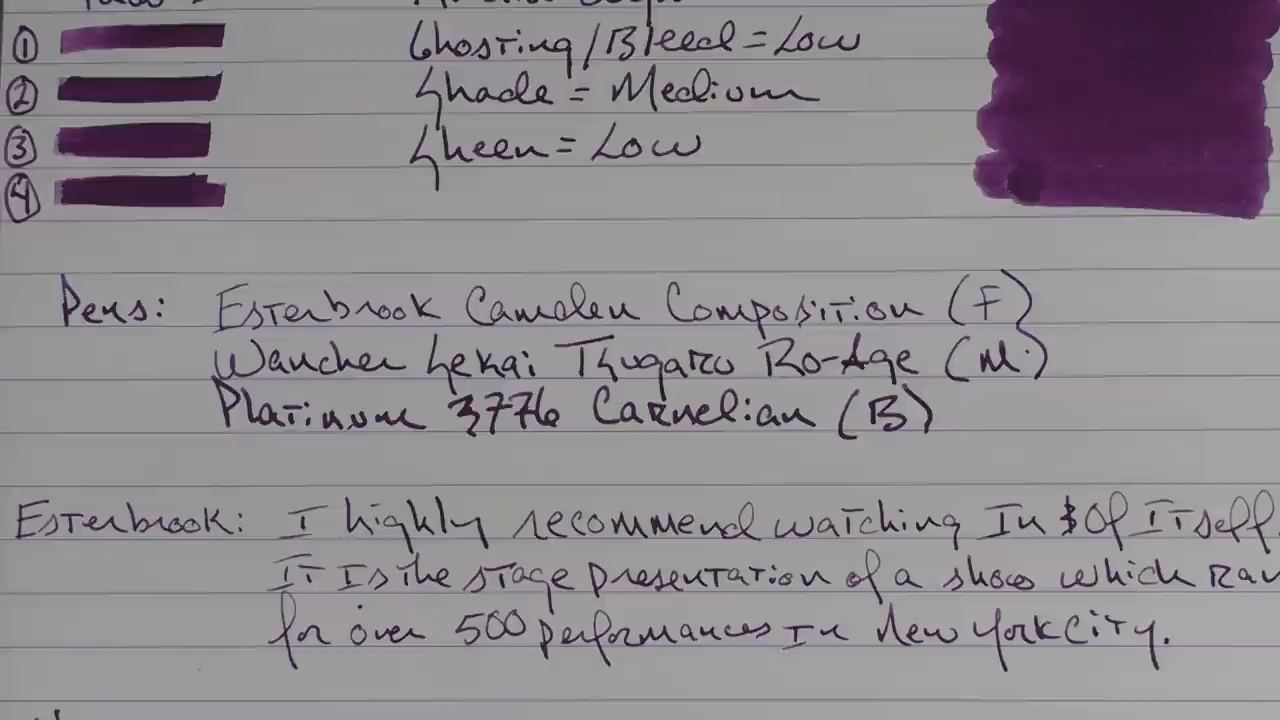 ①
Ghosting/Bleed = Low
②
Shade = Medium
③
Sheen = Low
④
Pens: Esterbrook Camden Composition (F)
Wancher Sekai Tsugaru Ro-Age (M)
Platinum 3776 Carnelian (B)
Esterbrook: I highly recommend watching In & Of Itself.
It Is the stage presentation of a show which Ran
for over 500 performances In New York City.